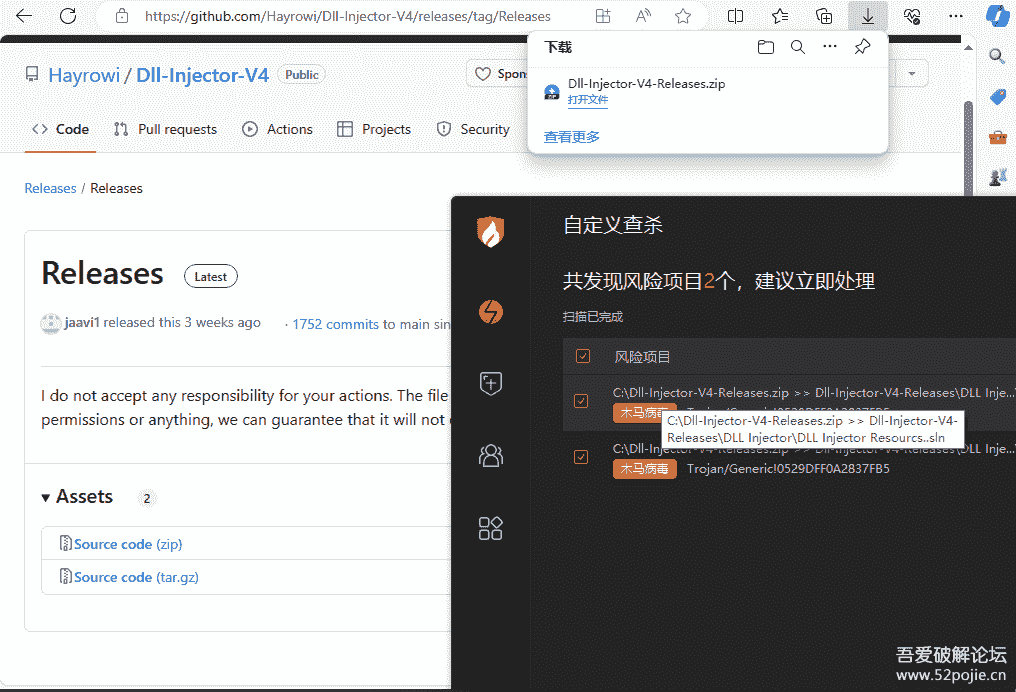 https://github.com/Hayrowi/Dll-Injector-V4/releases/tag/Releases
下载
Dll-Injector-V4-Releases.zip
打开文件
查看更多
Hayrowi / Dll-Injector-V4 Public
Spon
Code Pull requests Actions Projects Security
Releases / Releases
Releases Latest
jaavi1 released this 3 weeks ago · 1752 commits to main sin
I do not accept any responsibility for your actions. The file
permissions or anything, we can guarantee that it will not
Assets 2
Source code (zip)
Source code (tar.gz)
自定义查杀
共发现风险项目2个，建议立即处理
扫描已完成
风险项目
C:\Dll-Injector-V4-Releases.zip >> Dll-Injector-V4-Releases\DLL Inje...
木马病毒
C:\Dll-Injector-V4-Releases.zip >> Dll-Injector-V4-
Releases\DLL Injector\DLL Injector Resourcs..sln
木马病毒 Trojan/Generic!0529DFF0A2837FB5
吾爱破解论坛
www.52pojie.cn